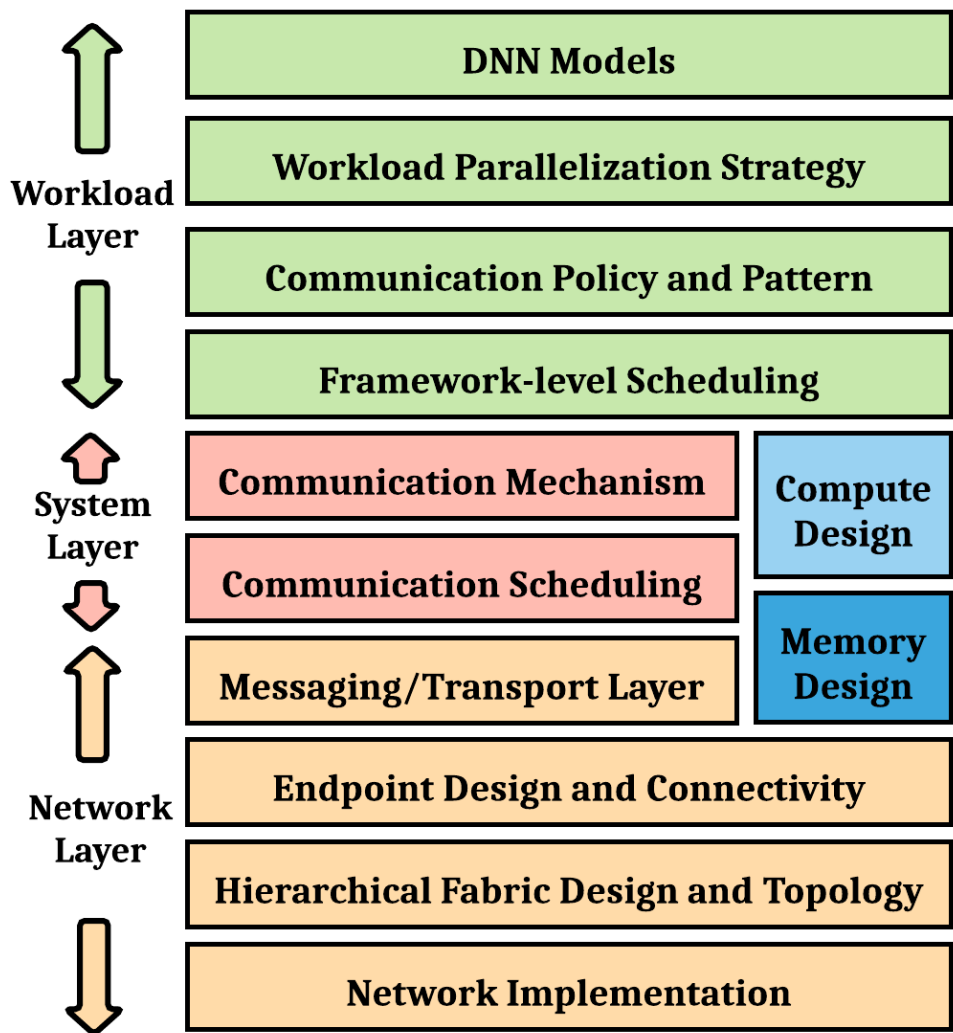 DNN Models
Workload Parallelization Strategy
Workload
Layer
Communication Policy and Pattern
Framework-level Scheduling
System
Layer
Communication Mechanism
Communication Scheduling
Compute
Design
Memory
Design
Messaging/Transport Layer
Network
Layer
Endpoint Design and Connectivity
Hierarchical Fabric Design and Topology
Network Implementation